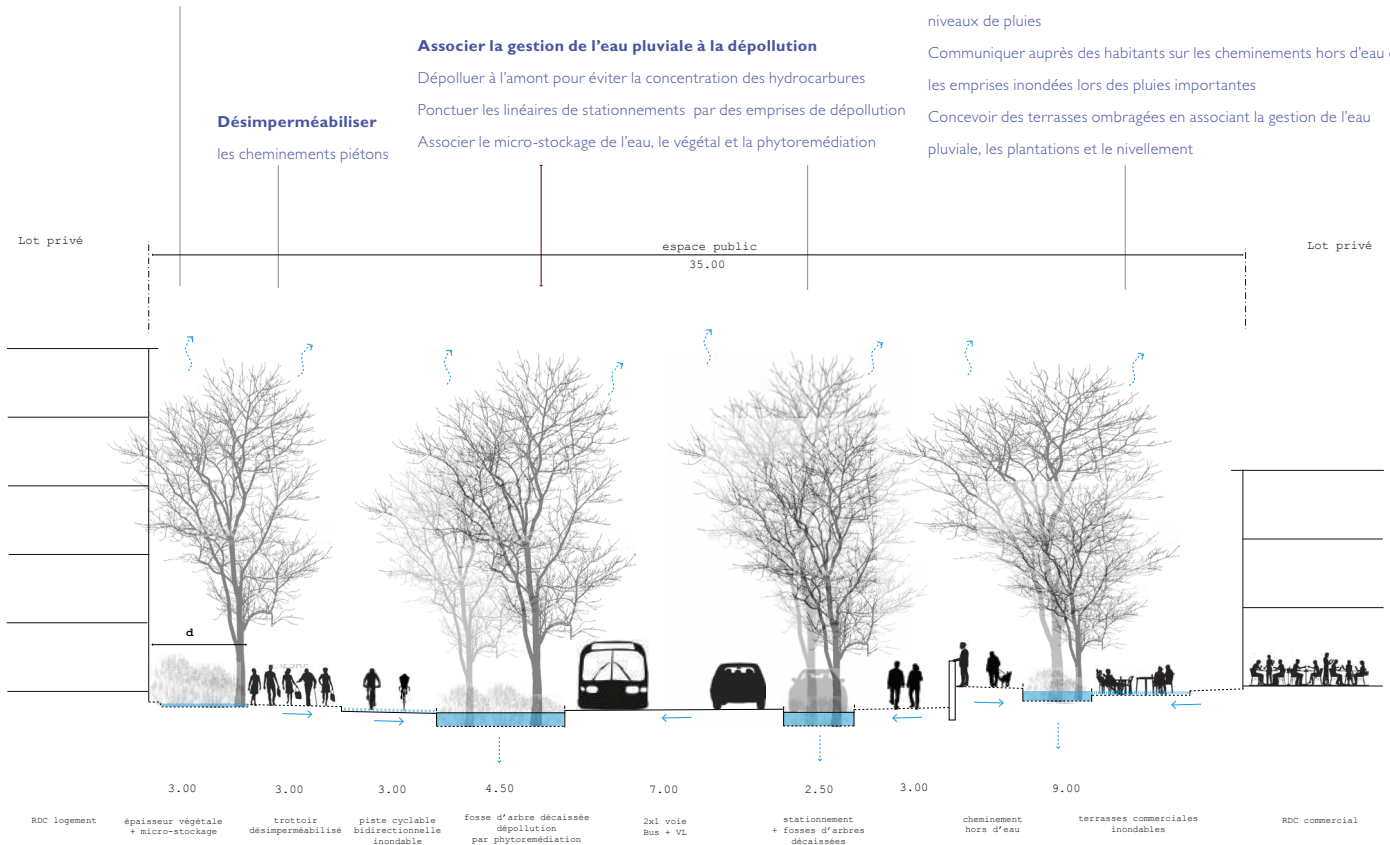 niveaux de pluies
Communiquer auprès des habitants sur les cheminements hors d'eau
les emprises inondées lors des pluies importantes
Concevoir des terrasses ombragées en associant la gestion de l'eau
pluviale, les plantations et le nivellement
Associer la gestion de l'eau pluviale à la dépollution
Dépolluer à l'amont pour éviter la concentration des hydrocarbures
Ponctuer les linéaires de stationnements par des emprises de dépollution
Associer le micro-stockage de l'eau, le végétal et la phytoremédiation
Désimperméabiliser
les cheminements piétons
Lot privé
espace public
35.00
Lot privé
d
3.00
3.00
3.00
4.50
7.00
2.50
3.00
9.00
RDC logement
épaisseur végétale
+ micro-stockage
trottoir
désimperméabilisé
piste cyclable
bidirectionnelle
inondable
fosse d'arbre décaissée
dépollution
par phytoremédiation
2x1 voie
Bus + VL
stationnement
+ fosses d'arbres
décaissées
cheminement
hors d'eau
terrasses commerciales
inondables
RDC commercial